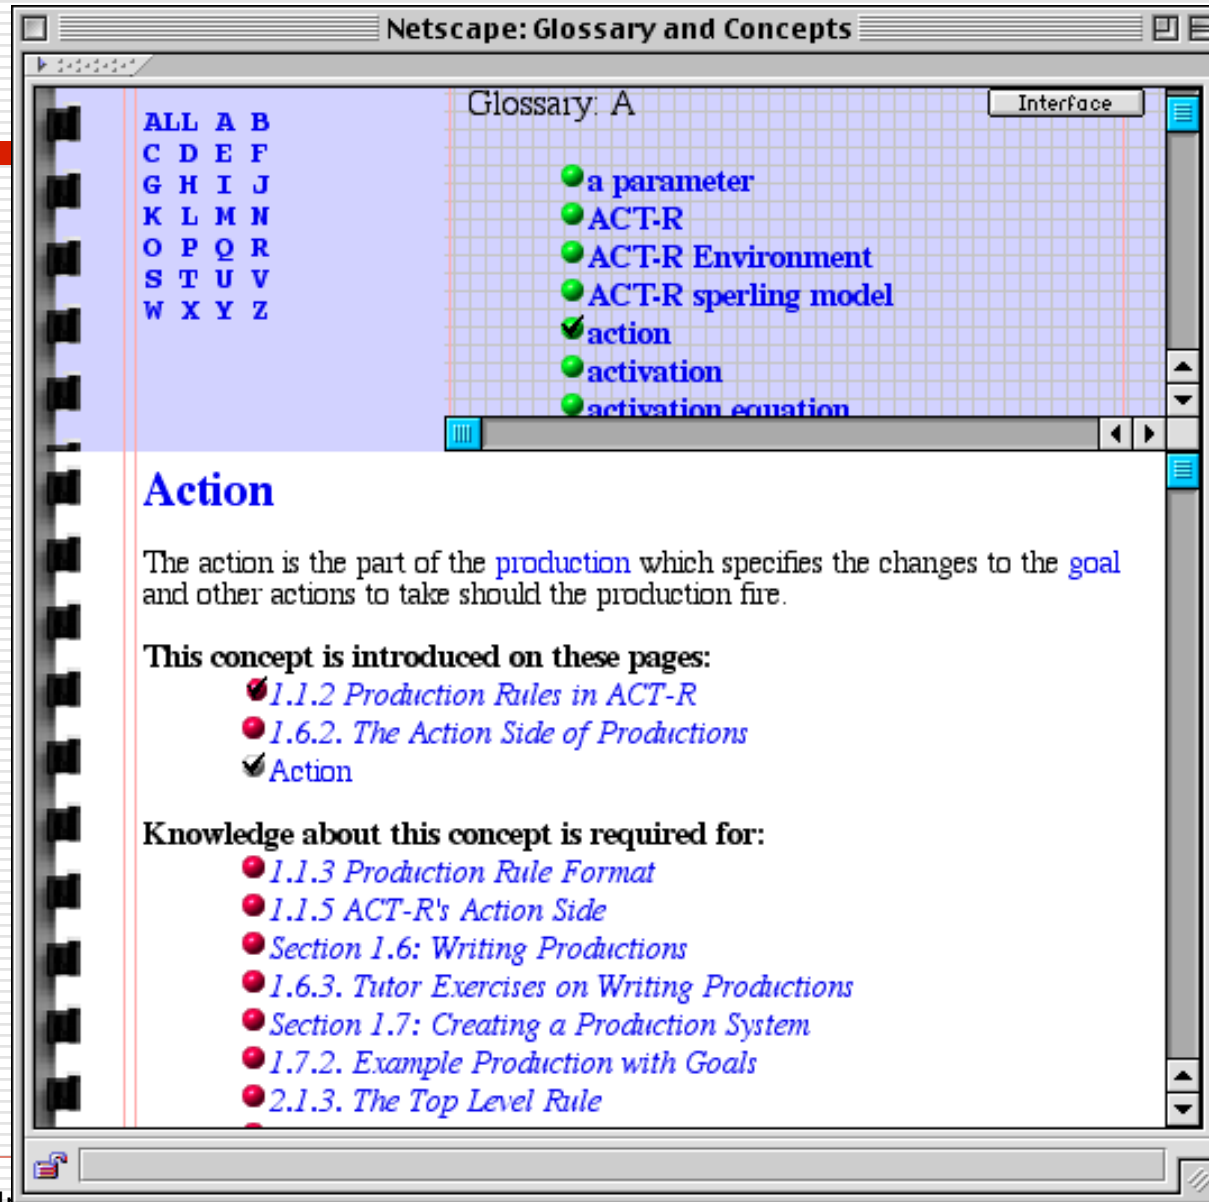 Netscape: Glossary and Concepts
ALL A B
C D E F
G H I J
K L M N
O P Q R
S T U V
W X Y Z
Glossary: A
Interface
a parameter
ACT-R
ACT-R Environment
ACT-R sperling model
action
activation
activation equation
Action
The action is the part of the production which specifies the changes to the goal
and other actions to take should the production fire.
This concept is introduced on these pages:
1.1.2 Production Rules in ACT-R
1.6.2. The Action Side of Productions
Action
Knowledge about this concept is required for:
1.1.3 Production Rule Format
1.1.5 ACT-R's Action Side
Section 1.6: Writing Productions
1.6.3. Tutor Exercises on Writing Productions
Section 1.7: Creating a Production System
1.7.2. Example Production with Goals
2.1.3. The Top Level Rule